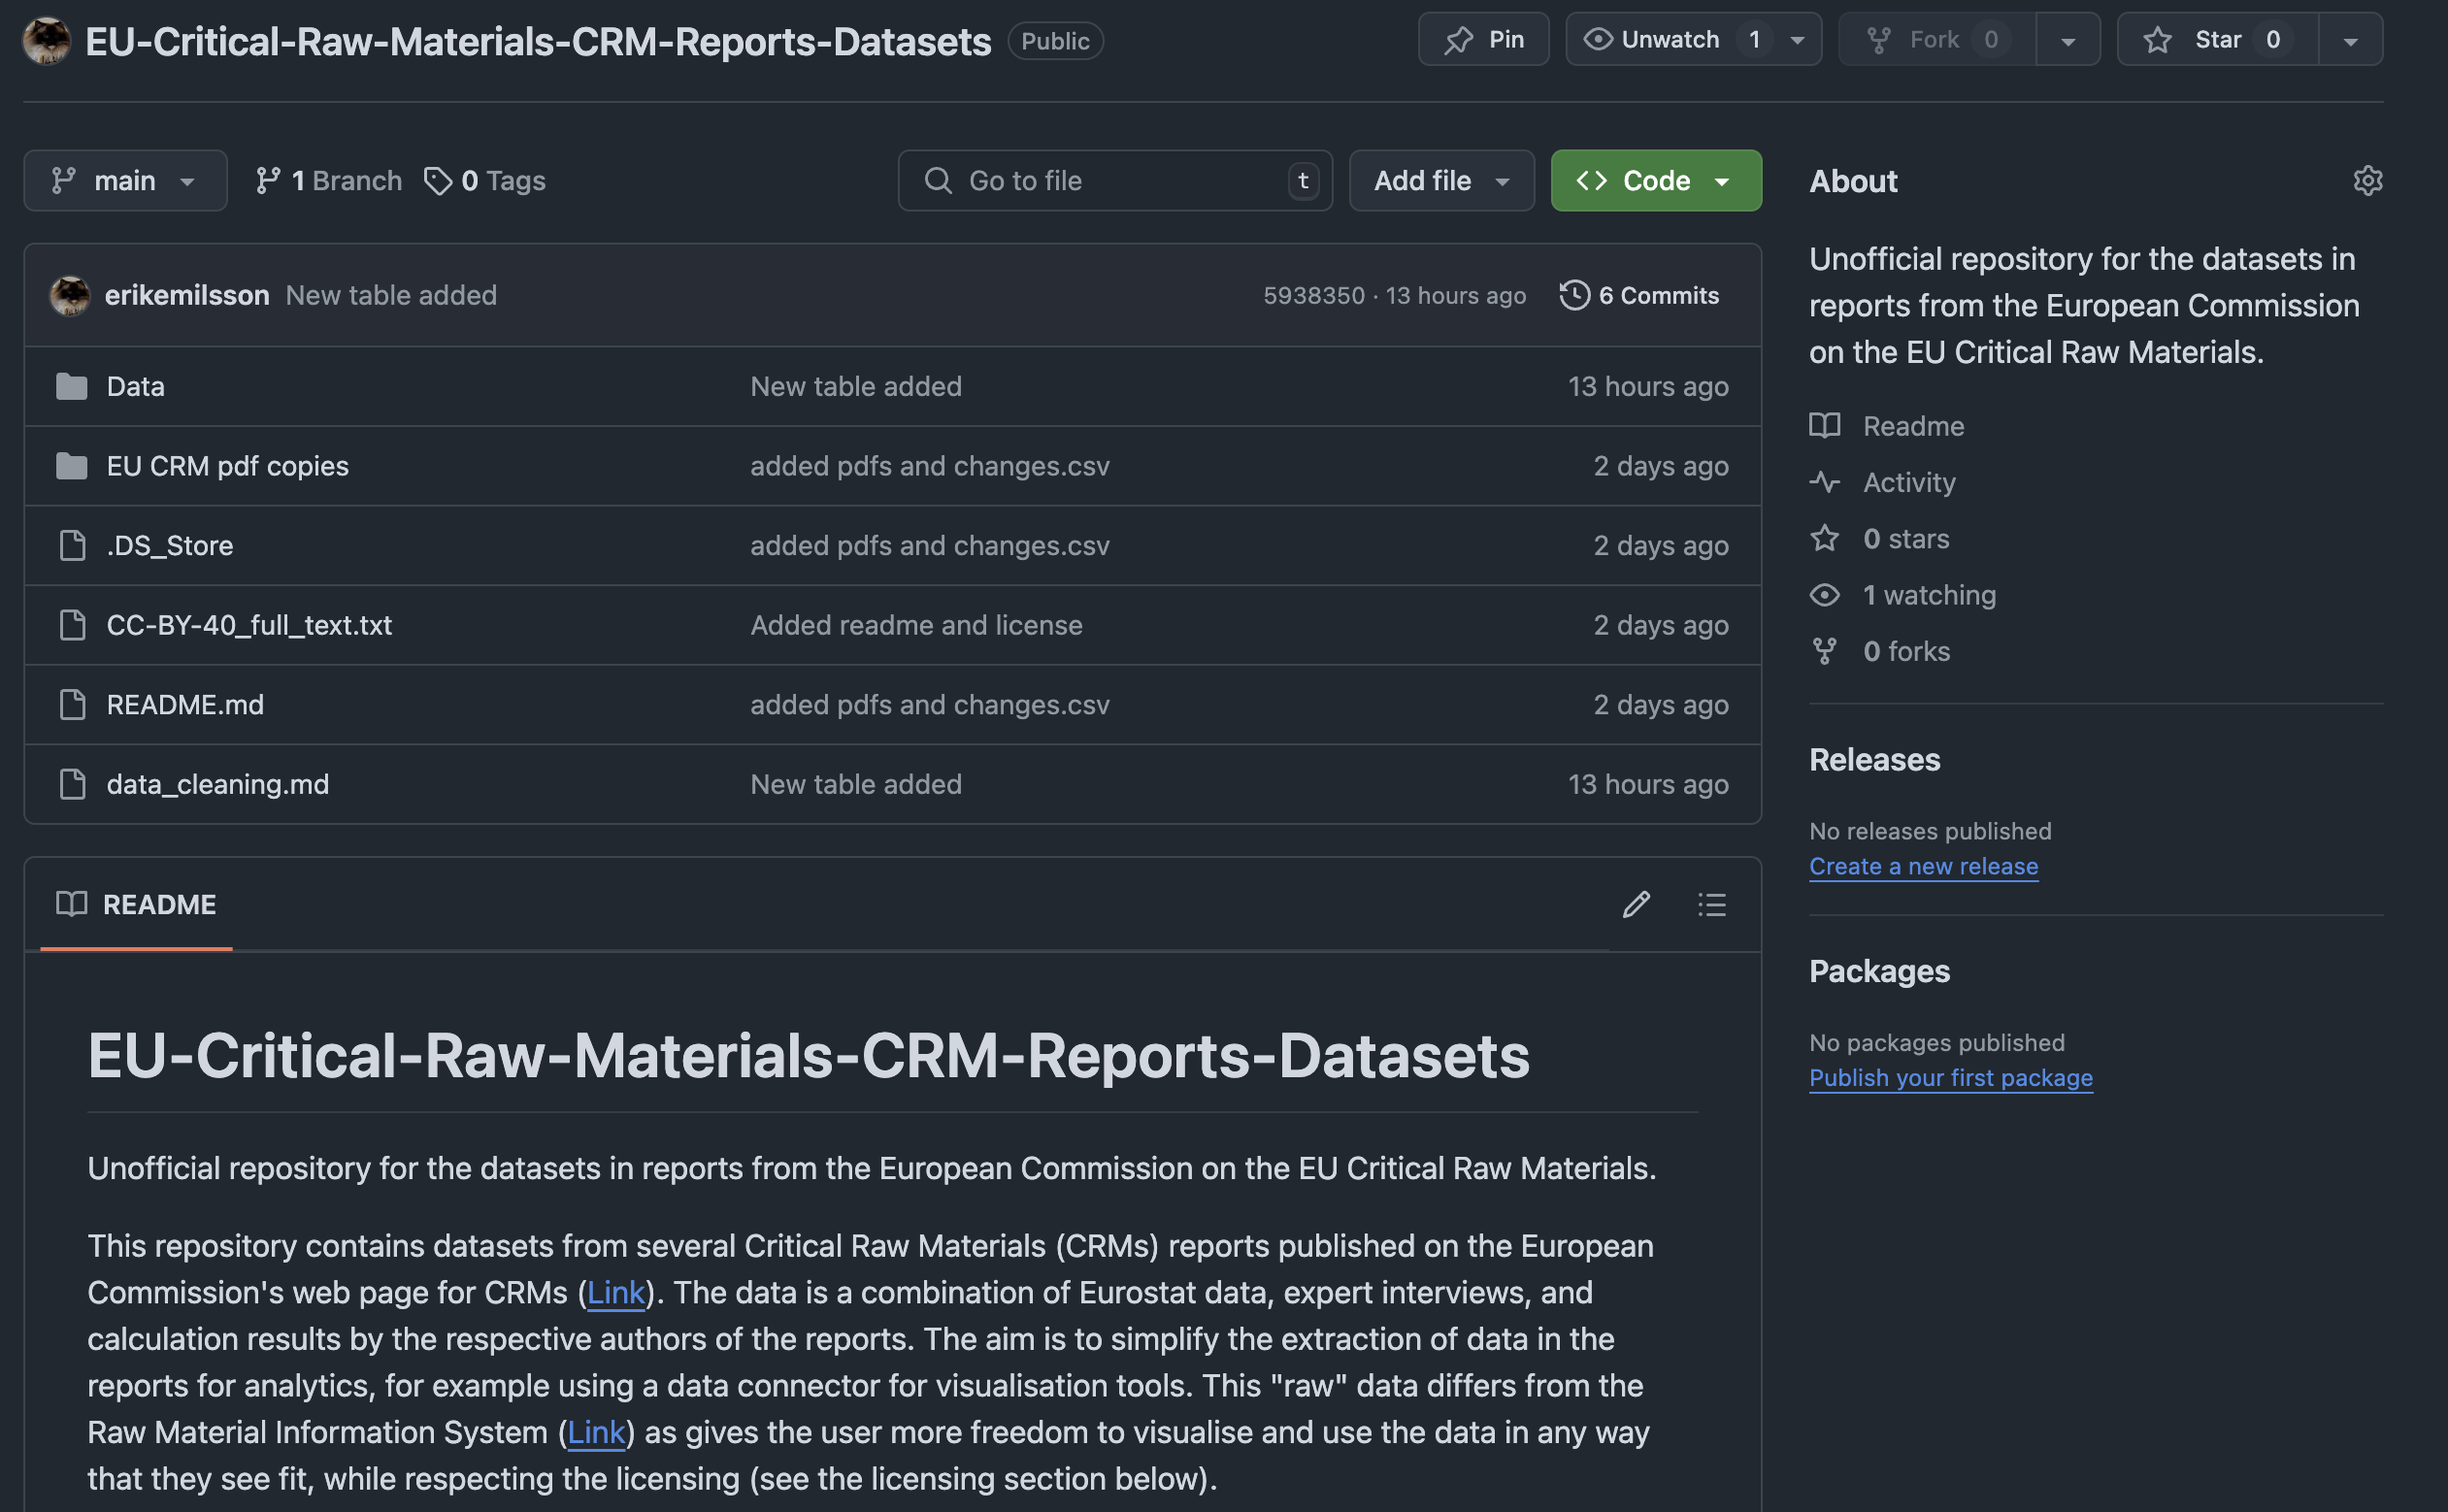 EU-Critical-Raw-Materials-CRM-Reports-Datasets Public Pin Unwatch 1 Fork 0 Star 0
main 1 Branch 0 Tags Go to file t Add file Code
erikemilsson New table added 5938350 · 13 hours ago 6 Commits
Data New table added 13 hours ago
EU CRM pdf copies added pdfs and changes.csv 2 days ago
.DS_Store added pdfs and changes.csv 2 days ago
CC-BY-40_full_text.txt Added readme and license 2 days ago
README.md added pdfs and changes.csv 2 days ago
data_cleaning.md New table added 13 hours ago
README
EU-Critical-Raw-Materials-CRM-Reports-Datasets
Unofficial repository for the datasets in reports from the European Commission on the EU Critical Raw Materials.
This repository contains datasets from several Critical Raw Materials (CRMs) reports published on the European
Commission's web page for CRMs (Link). The data is a combination of Eurostat data, expert interviews, and
calculation results by the respective authors of the reports. The aim is to simplify the extraction of data in the
reports for analytics, for example using a data connector for visualisation tools. This "raw" data differs from the
Raw Material Information System (Link) as gives the user more freedom to visualise and use the data in any way
that they see fit, while respecting the licensing (see the licensing section below).
About
Unofficial repository for the datasets in
reports from the European Commission
on the EU Critical Raw Materials.
Readme
Activity
0 stars
1 watching
0 forks
Releases
No releases published
Create a new release
Packages
No packages published
Publish your first package